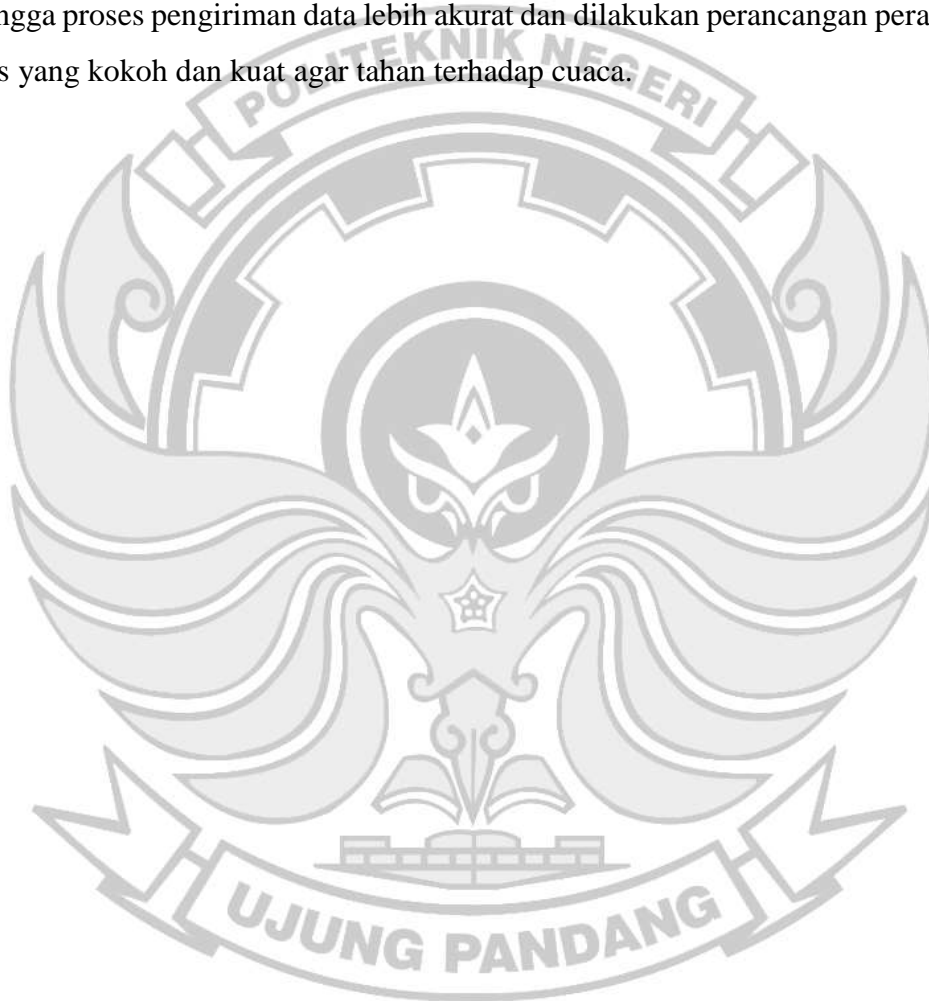 ngga proses pengiriman data lebih akurat dan dilakukan perancangan pera
s yang kokoh dan kuat agar tahan terhadap cuaca.
POLITEKNIK NEGERI
UJUNG PANDANG